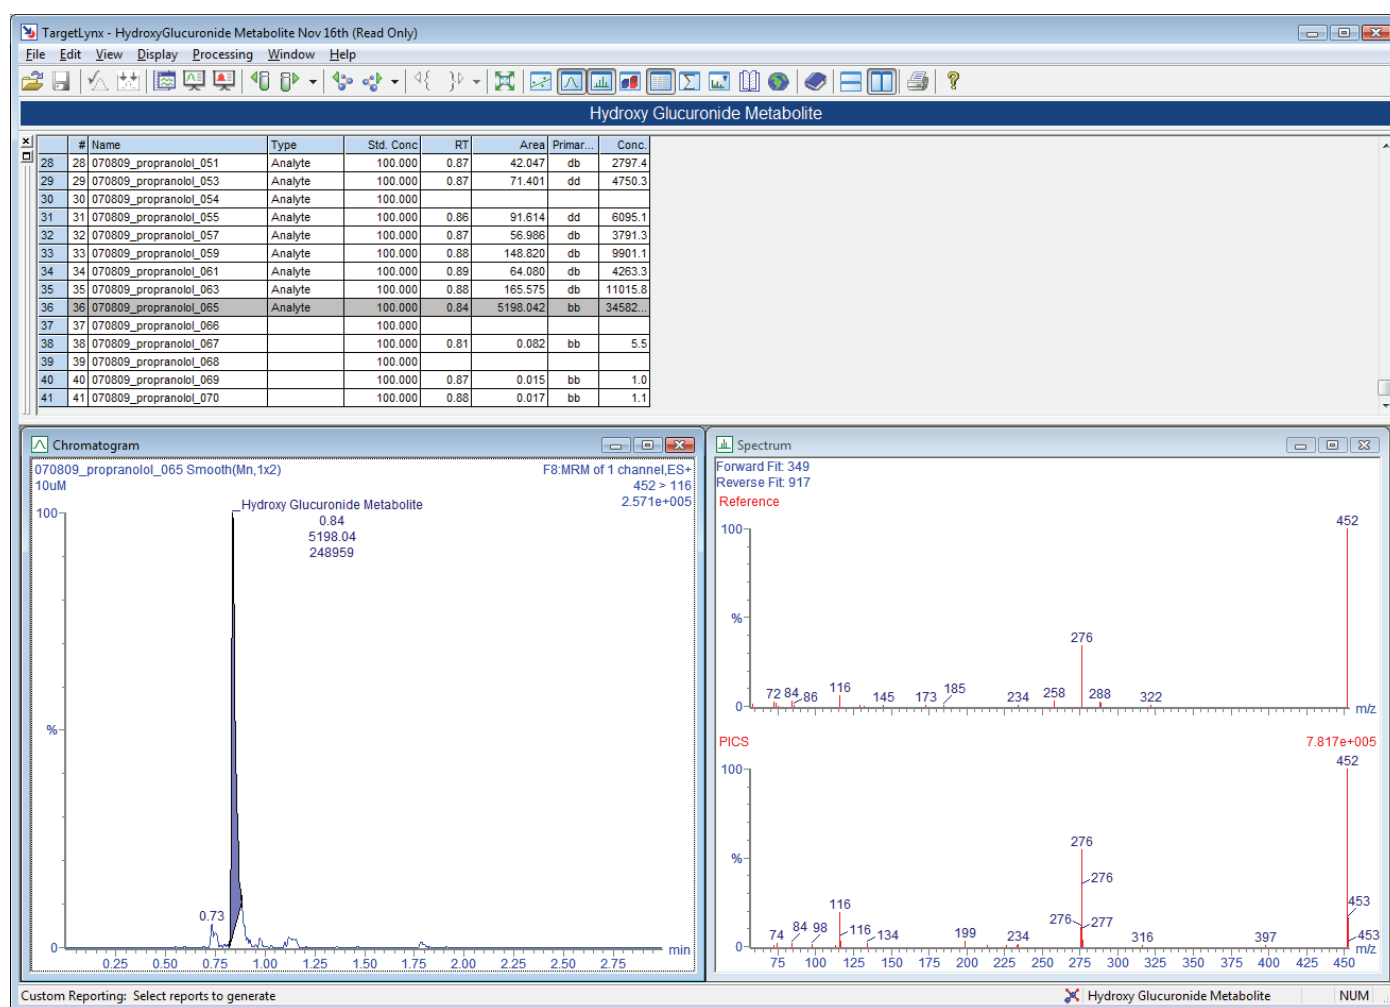 TargetLynx - HydroxyGlucuronide Metabolite Nov 16th (Read Only)
File Edit View Display Processing Window Help
Hydroxy Glucuronide Metabolite
# Name Type Std. Conc RT Area Primar... Conc.
28 28 070809_propranolol_051 Analyte 100.000 0.87 42.047 db 2797.4
29 29 070809_propranolol_053 Analyte 100.000 0.87 71.401 dd 4750.3
30 30 070809_propranolol_054 Analyte 100.000
31 31 070809_propranolol_055 Analyte 100.000 0.86 91.614 dd 6095.1
32 32 070809_propranolol_057 Analyte 100.000 0.87 56.986 db 3791.3
33 33 070809_propranolol_059 Analyte 100.000 0.88 148.820 db 9901.1
34 34 070809_propranolol_061 Analyte 100.000 0.89 64.080 db 4263.3
35 35 070809_propranolol_063 Analyte 100.000 0.88 165.575 db 11015.8
36 36 070809_propranolol_065 Analyte 100.000 0.84 5198.042 bb 34582...
37 37 070809_propranolol_066 100.000
38 38 070809_propranolol_067 100.000 0.81 0.082 bb 5.5
39 39 070809_propranolol_068 100.000
40 40 070809_propranolol_069 100.000 0.87 0.015 bb 1.0
41 41 070809_propranolol_070 100.000 0.88 0.017 bb 1.1
Chromatogram
070809_propranolol_065 Smooth(Mn,1x2) F8:MRM of 1 channel,ES+
10uM 452 > 116
2.571e+005
Hydroxy Glucuronide Metabolite
0.84
5198.04
248959
100
%
0.73
0
min
0.25 0.50 0.75 1.00 1.25 1.50 1.75 2.00 2.25 2.50 2.75
Spectrum
Forward Fit: 349
Reverse Fit: 917
Reference
452
100
%
276
72 84 86 116 145 173 185 234 258 288 322
0
m/z
PICS 7.817e+005
452
100
276
%
276
116 276 277 453
74 84 98 116 134 199 234 316 397 453
0
m/z
75 100 125 150 175 200 225 250 275 300 325 350 375 400 425 450
Custom Reporting: Select reports to generate Hydroxy Glucuronide Metabolite NUM